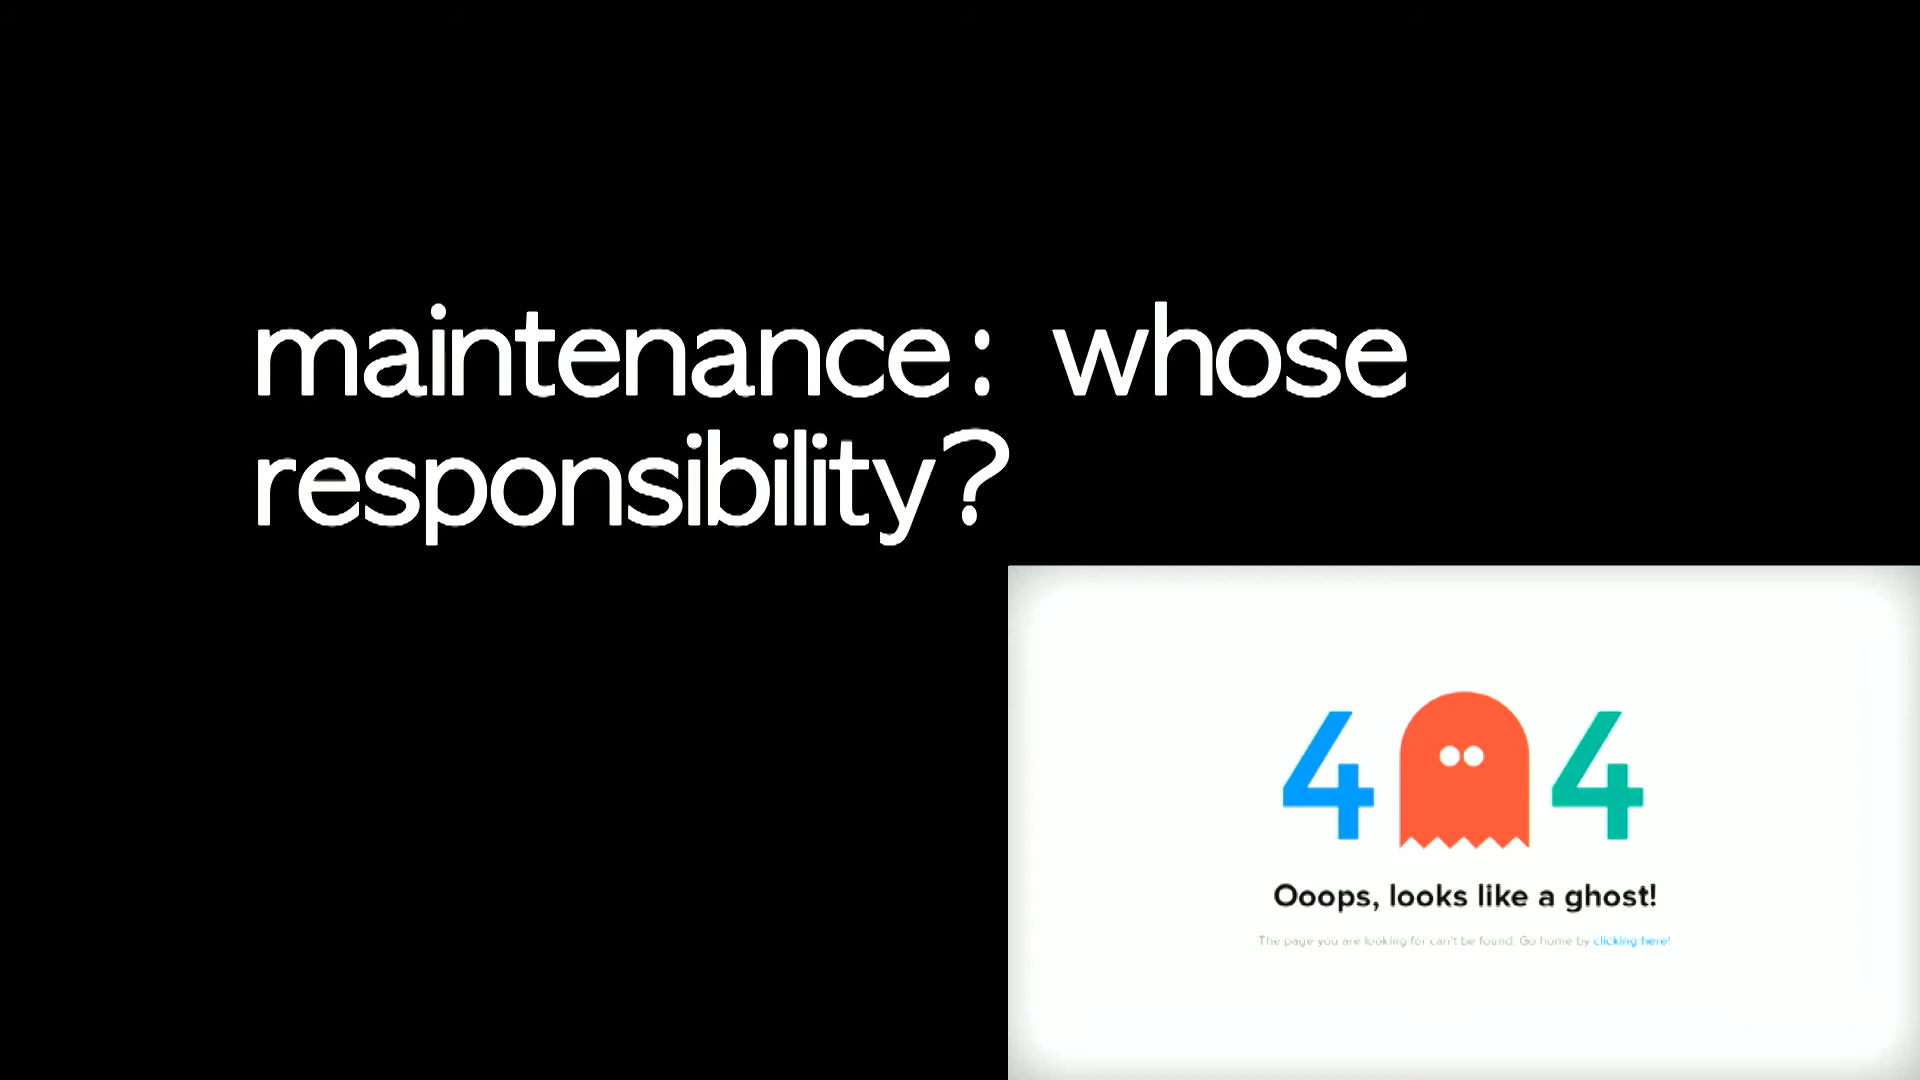 maintenance: whose
responsibility?
4 4
Ooops, looks like a ghost!
The page you are looking for can't be found. Go home by clicking here!